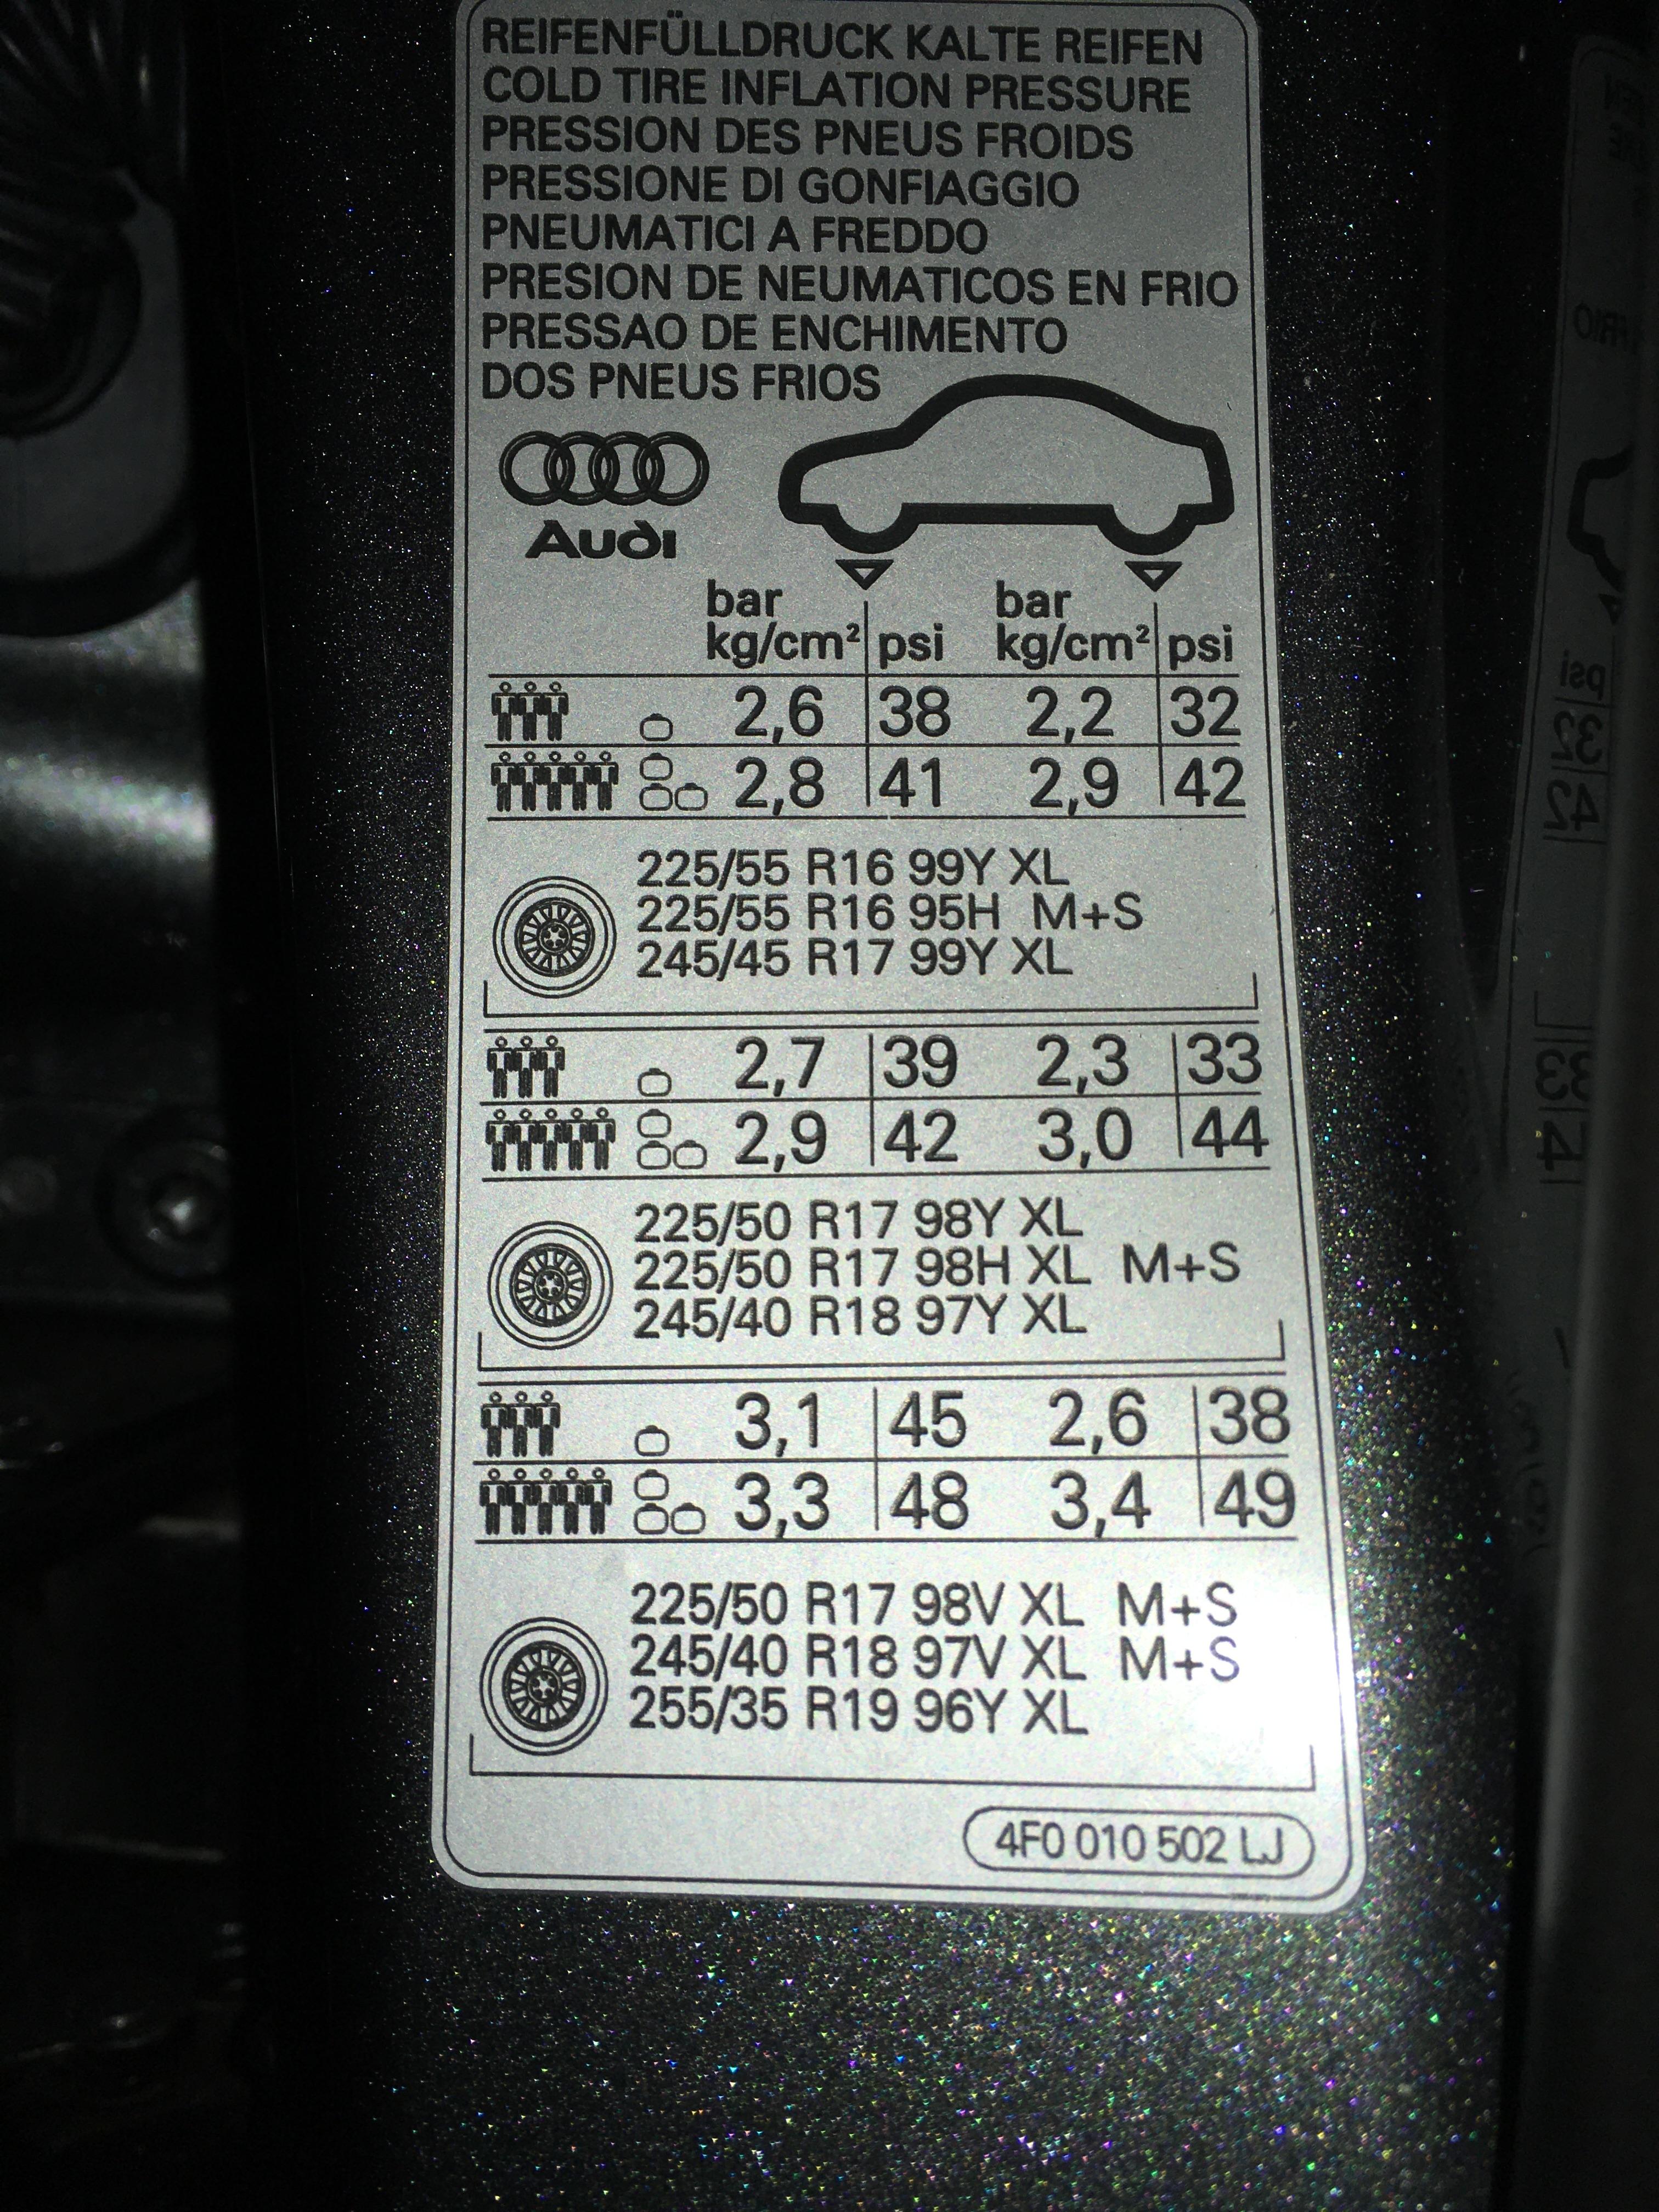 REIFENFÜLLDRUCK KALTE REIFEN
COLD TIRE INFLATION PRESSURE
PRESSION DES PNEUS FROIDS
PRESSIONE DI GONFIAGGIO
PNEUMATICI A FREDDO
PRESION DE NEUMATICOS EN FRIO
PRESSAO DE ENCHIMENTO
DOS PNEUS FRIOS
Audi
bar bar
kg/cm² psi kg/cm² psi
2,6 38 2,2 32
2,8 41 2,9 42
225/55 R16 99Y XL
225/55 R16 95H M+S
245/45 R17 99Y XL
2,7 39 2,3 33
2,9 42 3,0 44
225/50 R17 98Y XL
225/50 R17 98H XL M+S
245/40 R18 97Y XL
3,1 45 2,6 38
3,3 48 3,4 49
225/50 R17 98V XL M+S
245/40 R18 97V XL M+S
255/35 R19 96Y XL
4F0 010 502 LJ